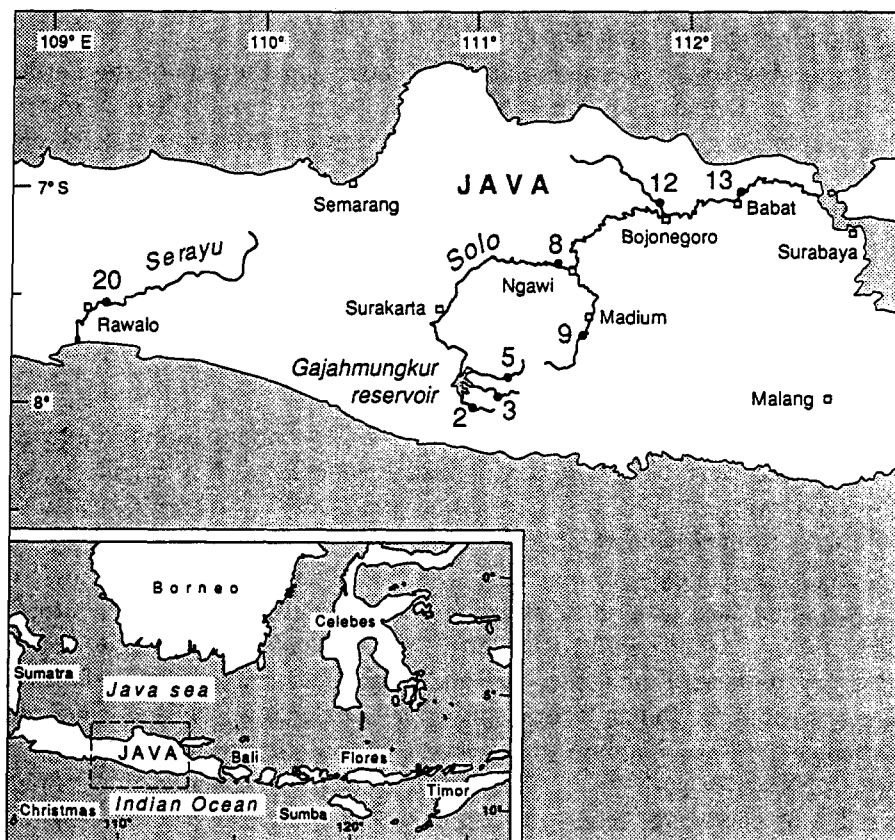 109° E
110°
111°
112°
7° S
JAVA
12
13
Semarang
Babat
Bojonegoro
Surabaya
Serayu
Solo
8
20
Ngawi
Surakarta
Madium
Rawalo
9
Gajahmungkur
reservoir
5
8°
2
3
Malang
Borneo
0°
Celebes
Sumatra
Java sea
5°
JAVA
Bali
Flores
Timor
Christmas
Indian Ocean
Sumba
10°
110°
120°